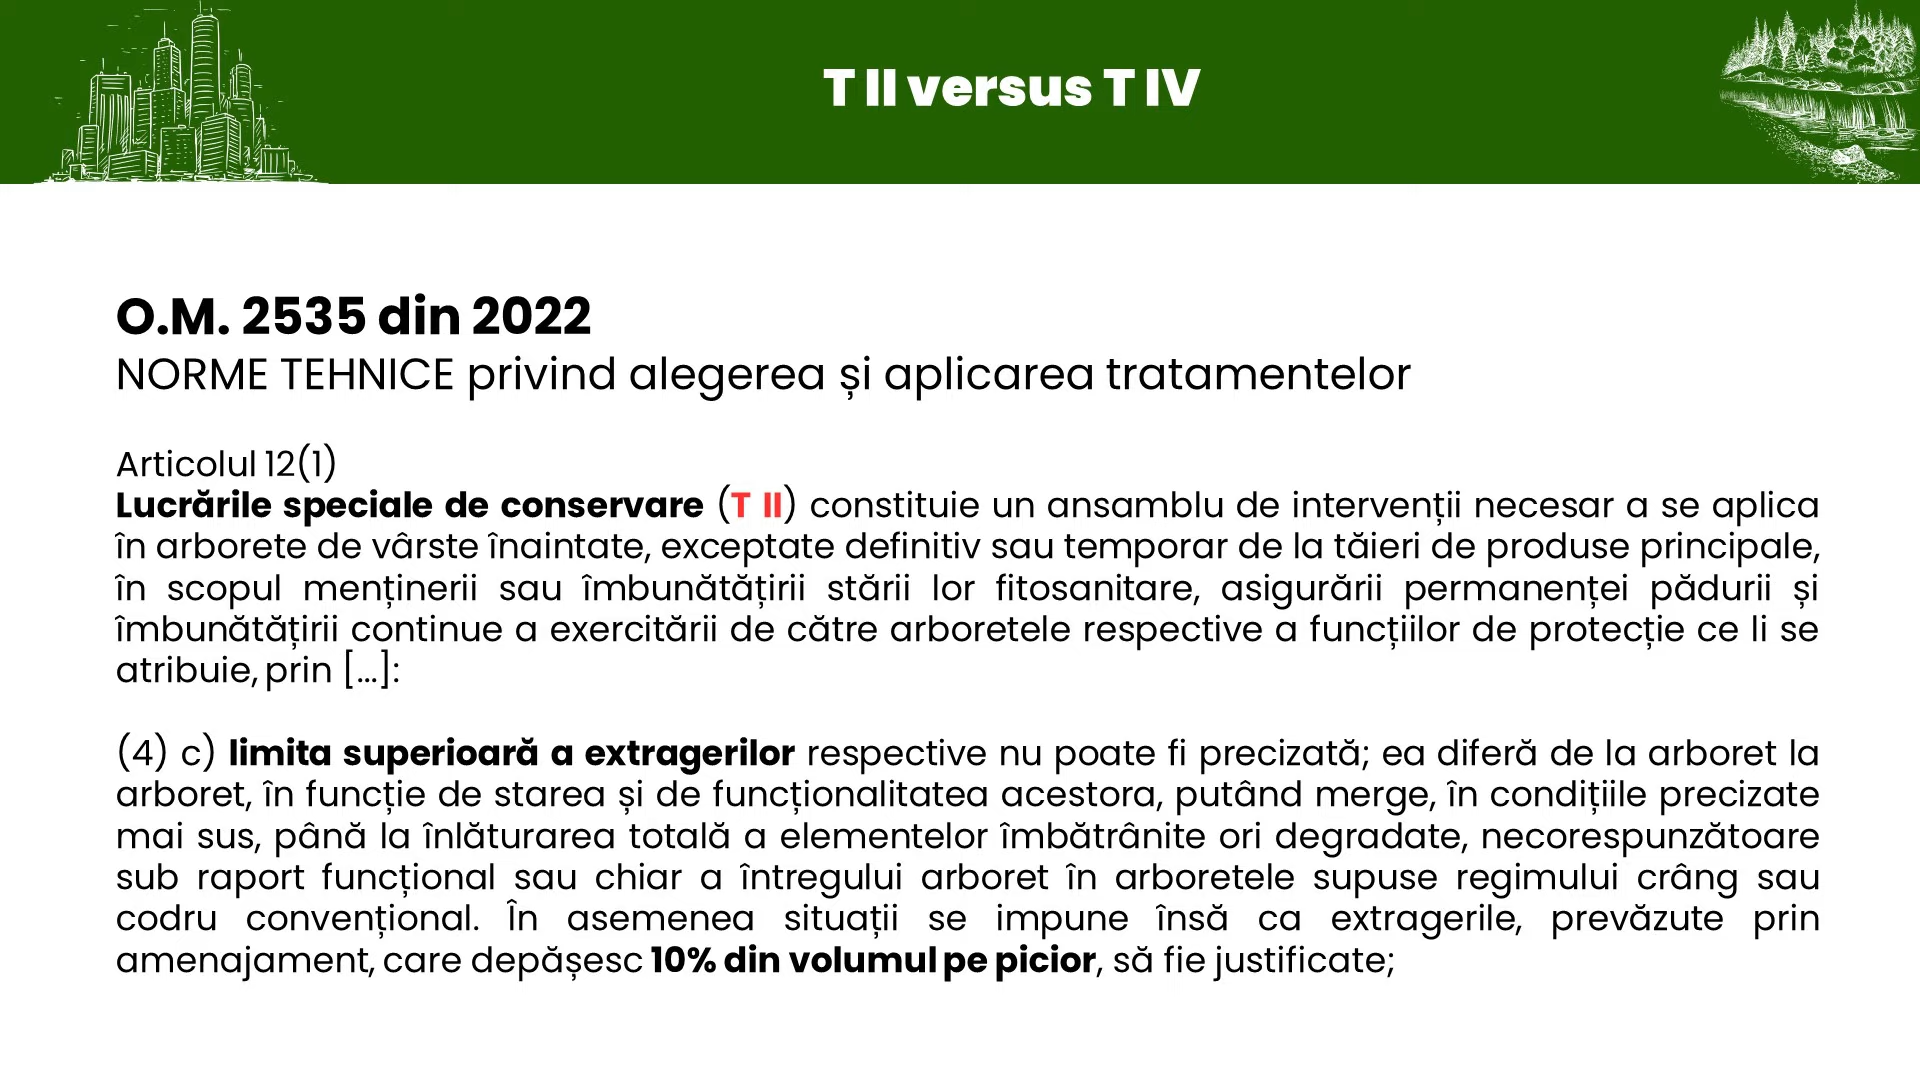 T II versus T IV
O.M. 2535 din 2022
NORME TEHNICE privind alegerea și aplicarea tratamentelor
Articolul 12(1)
Lucrările speciale de conservare (T II) constituie un ansamblu de intervenții necesar a se aplica
în arborete de vârste înaintate, exceptate definitiv sau temporar de la tăieri de produse principale,
în scopul menținerii sau îmbunătățirii stării lor fitosanitare, asigurării permanenței pădurii și
îmbunătățirii continue a exercitării de către arboretele respective a funcțiilor de protecție ce li se
atribuie, prin [...]:
(4) c) limita superioară a extragerilor respective nu poate fi precizată; ea diferă de la arboret la
arboret, în funcție de starea și de funcționalitatea acestora, putând merge, în condițiile precizate
mai sus, până la înlăturarea totală a elementelor îmbătrânite ori degradate, necorespunzătoare
sub raport funcțional sau chiar a întregului arboret în arboretele supuse regimului crâng sau
codru convențional. În asemenea situații se impune însă ca extragerile, prevăzute prin
amenajament, care depășesc 10% din volumul pe picior, să fie justificate;